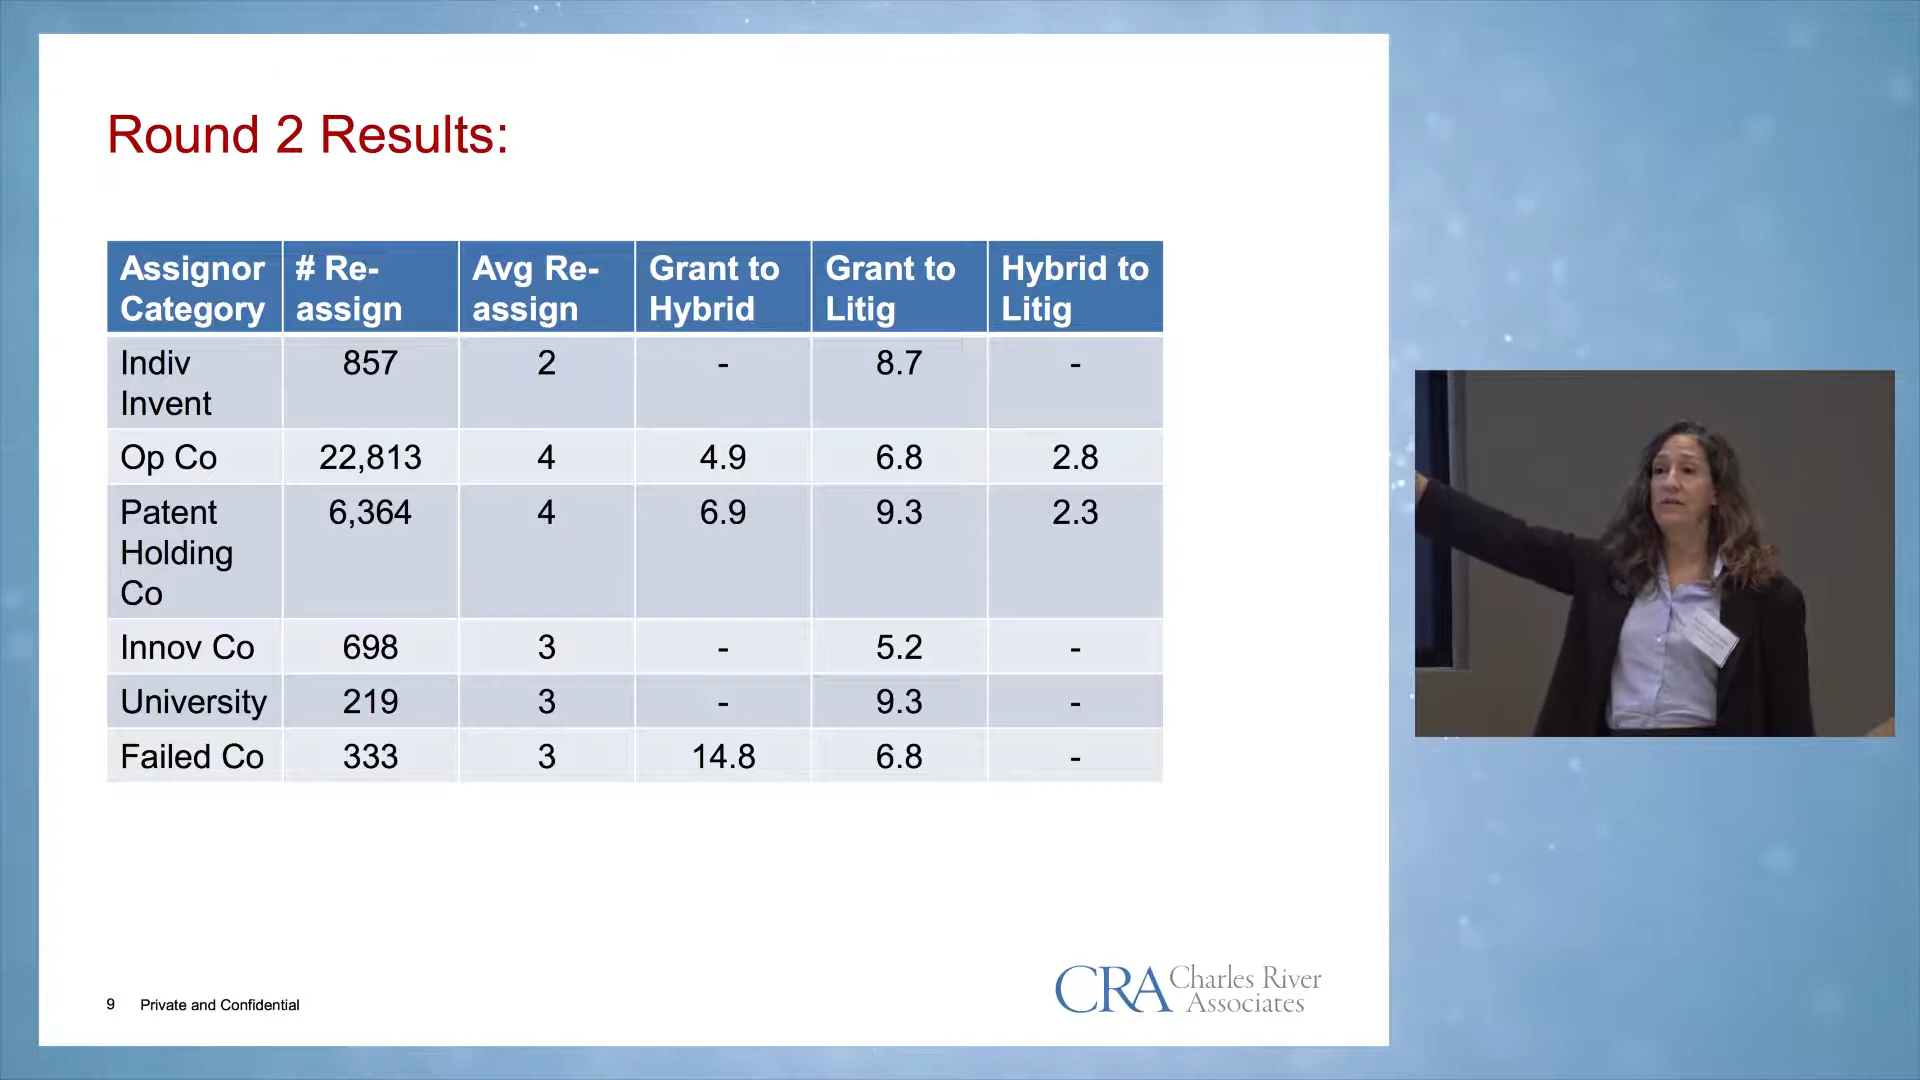 Round 2 Results:
Assignor Category | # Re-assign | Avg Re-assign | Grant to Hybrid | Grant to Litig | Hybrid to Litig
Indiv Invent | 857 | 2 | - | 8.7 | -
Op Co | 22,813 | 4 | 4.9 | 6.8 | 2.8
Patent Holding Co | 6,364 | 4 | 6.9 | 9.3 | 2.3
Innov Co | 698 | 3 | - | 5.2 | -
University | 219 | 3 | - | 9.3 | -
Failed Co | 333 | 3 | 14.8 | 6.8 | -
9 Private and Confidential
CRA Charles River
Associates